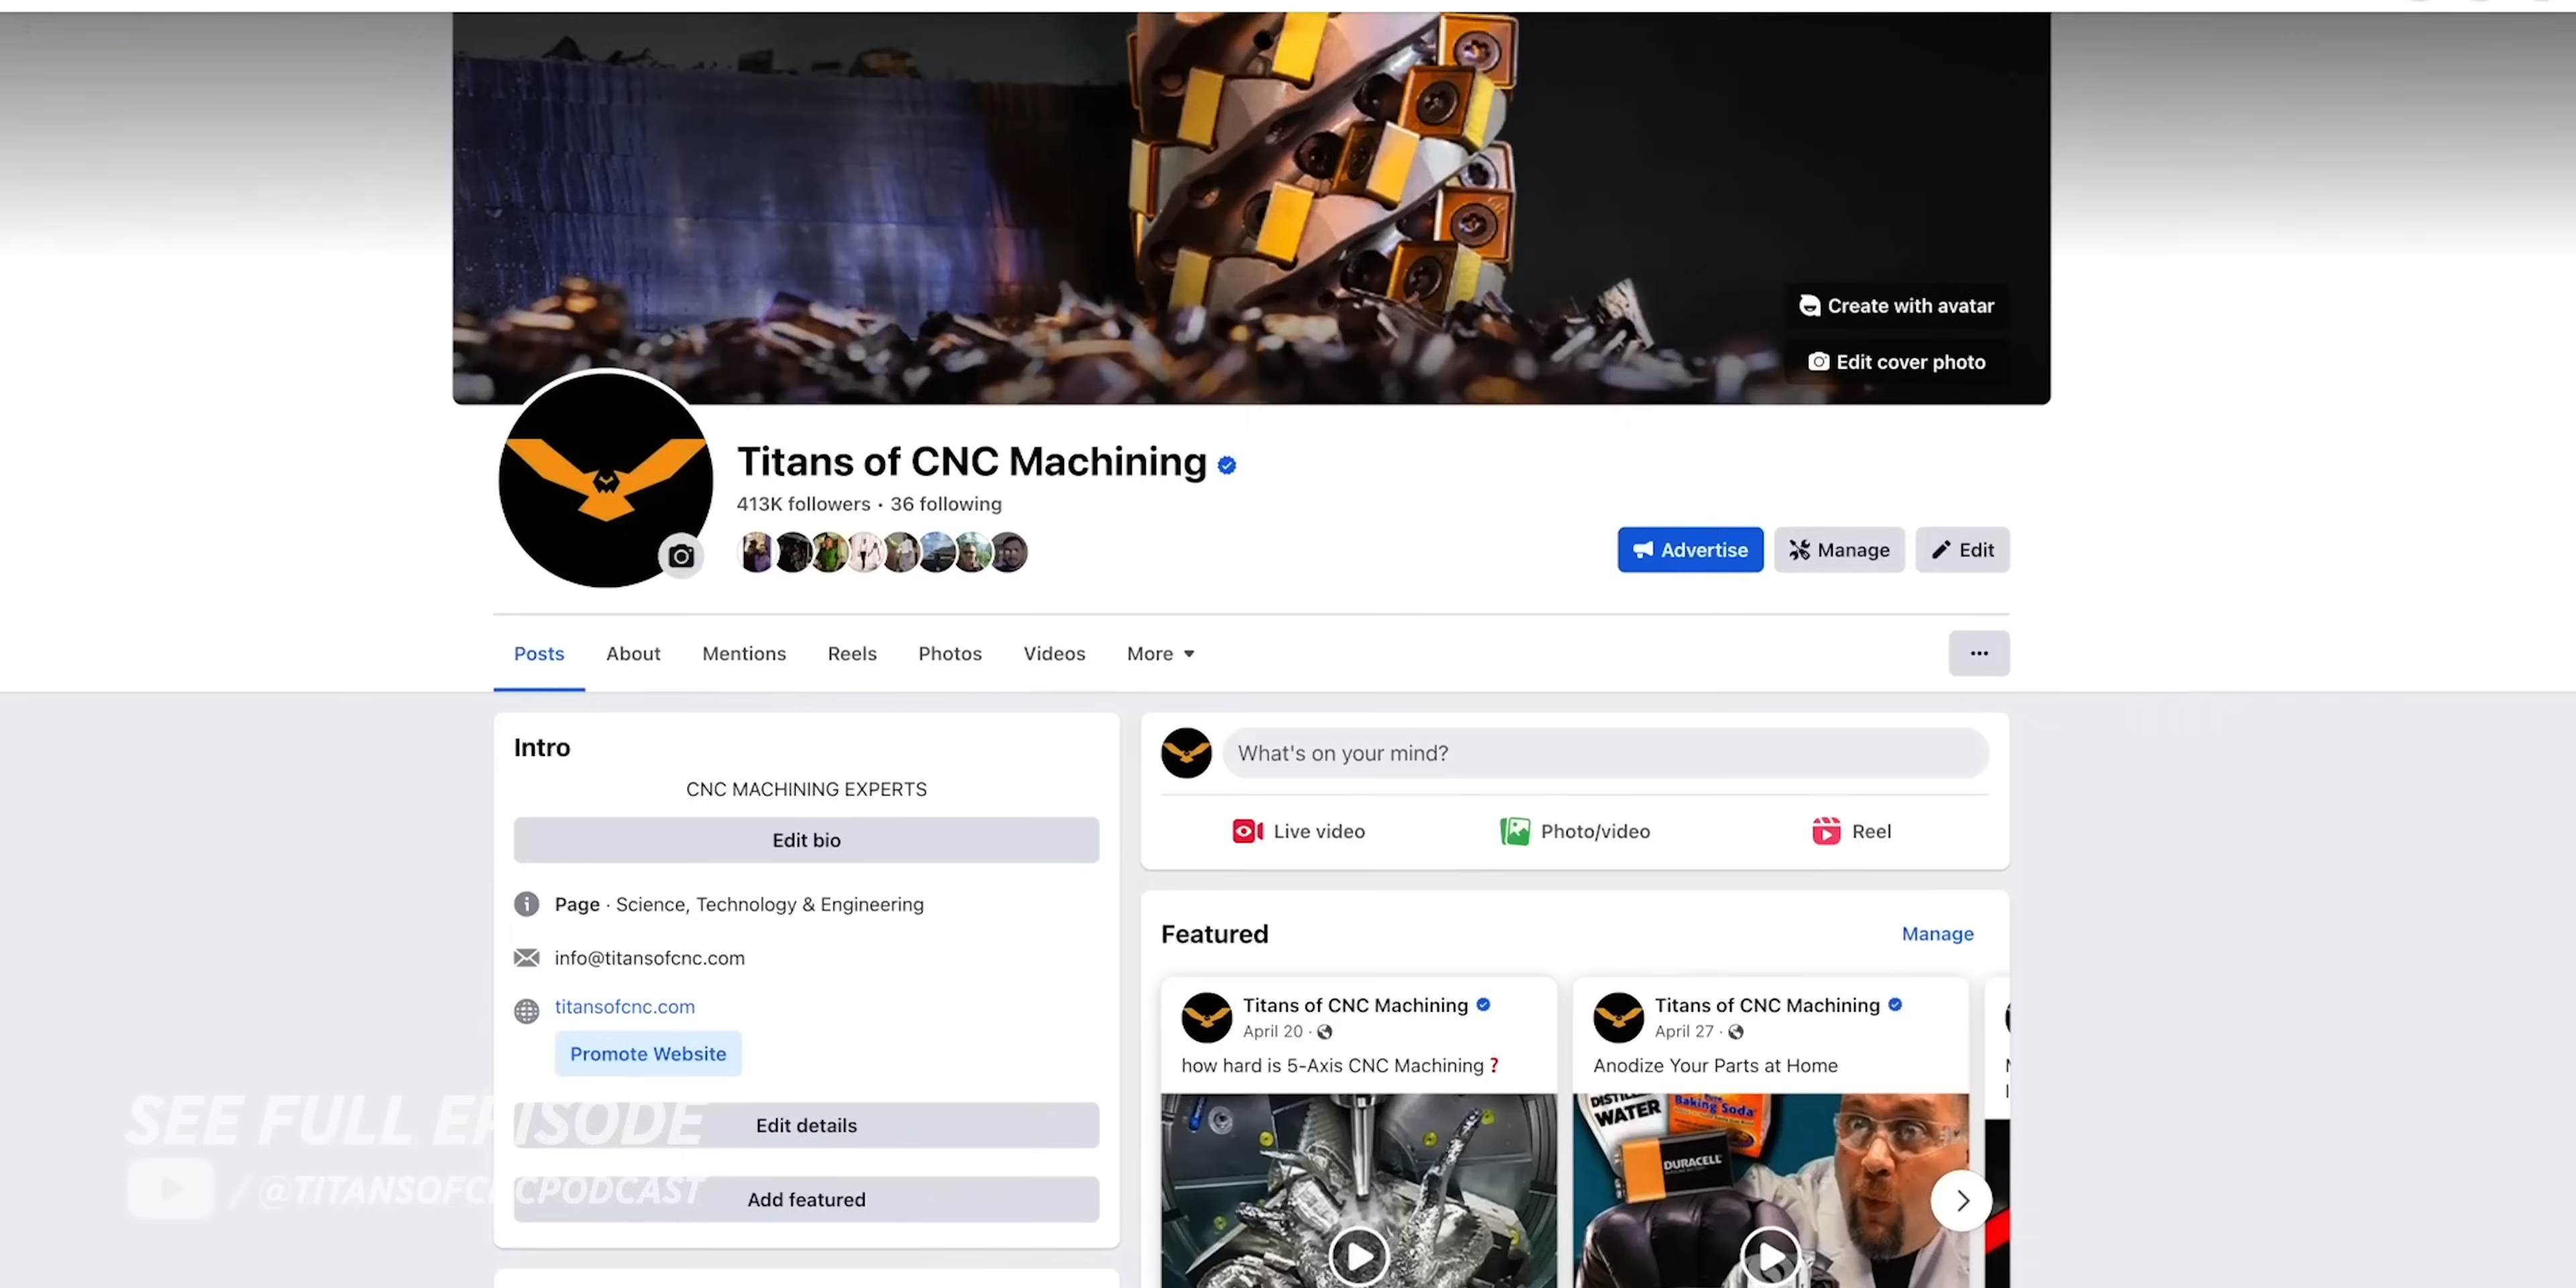 Create with avatar
Edit cover photo
Titans of CNC Machining
413K followers · 36 following
Advertise
Manage
Edit
Posts
About
Mentions
Reels
Photos
Videos
More
Intro
CNC MACHINING EXPERTS
Edit bio
Page · Science, Technology & Engineering
info@titansofcnc.com
titansofcnc.com
Promote Website
Edit details
Add featured
What's on your mind?
Live video
Photo/video
Reel
Featured
Manage
Titans of CNC Machining
April 20 ·
how hard is 5-Axis CNC Machining ❓
Titans of CNC Machining
April 27 ·
Anodize Your Parts at Home
WATER
Baking Soda
DURACELL
SEE FULL EPISODE
/@TITANSOFCNCPODCAST